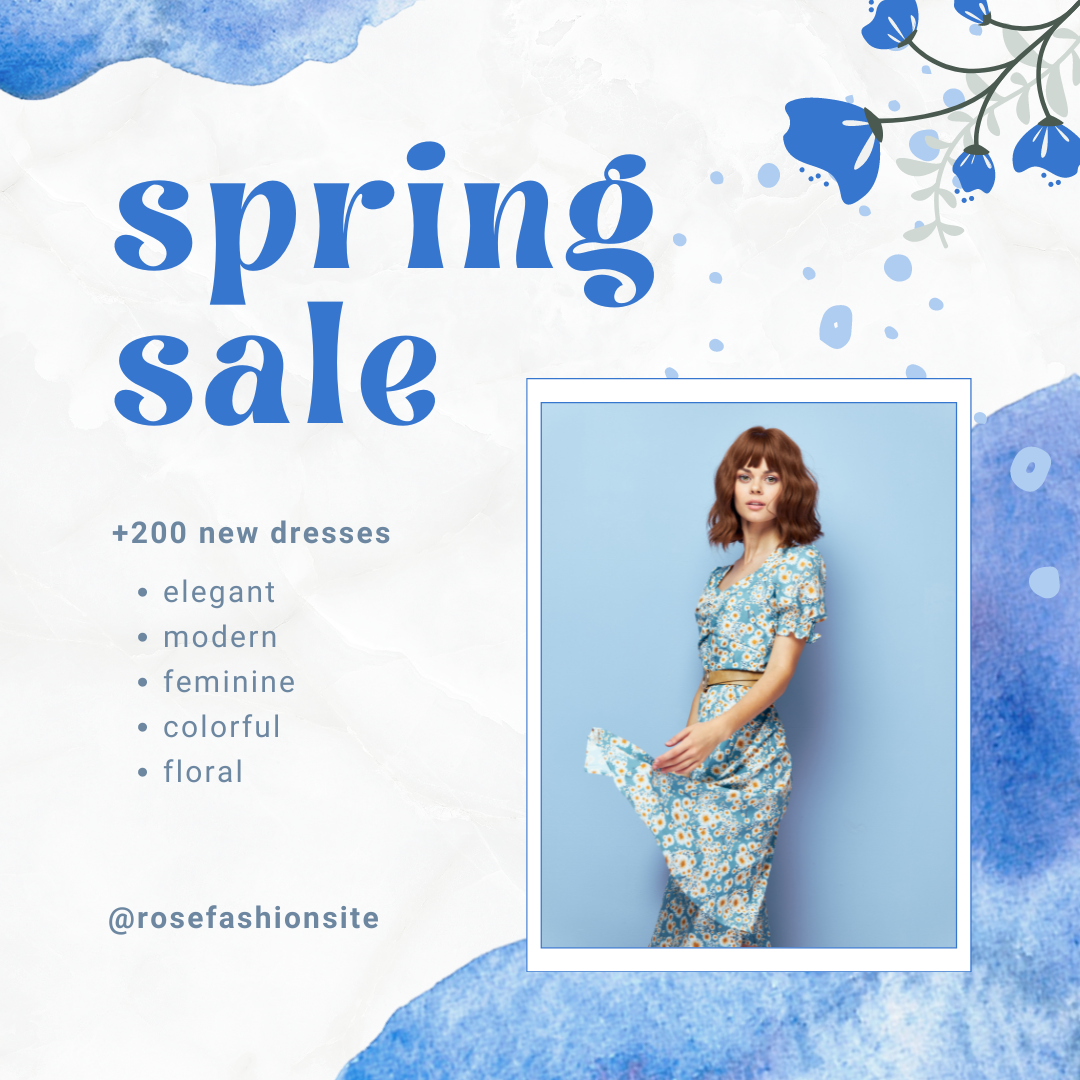 spring
sale
+200 new dresses
• elegant
• modern
• feminine
• colorful
• floral
@rosefashionsite